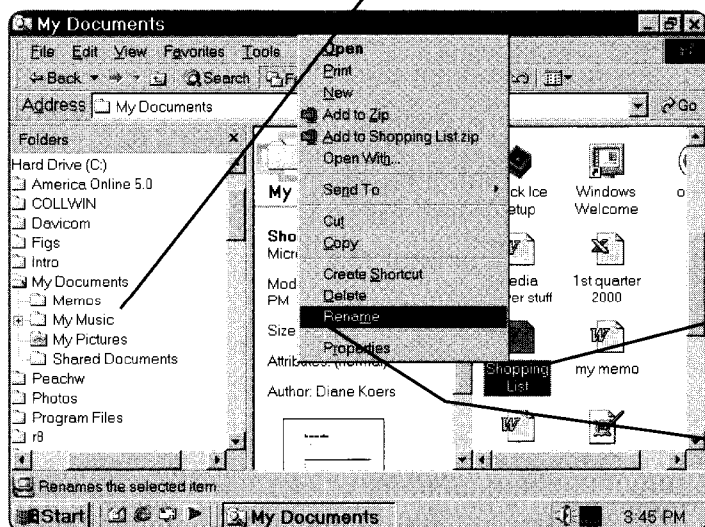 My Documents
File Edit View Favorites Tools
Back Search
Address My Documents Go
Folders
Hard Drive (C:)
America Online 5.0
COLLWIN
Davicom
Figs
Intro
My Documents
Memos
My Music
My Pictures
Shared Documents
Peachw
Photos
Program Files
r8
My
Sho
Micr
Mod
PM
Size
Attributes: (normal)
Author: Diane Koers
Open
Print
New
Add to Zip
Add to Shopping List.zip
Open With...
Send To
Cut
Copy
Create Shortcut
Delete
Rename
Properties
ck Ice
etup
Windows
Welcome
edia
er stuff
1st quarter
2000
Shopping
List
my memo
Renames the selected item
Start My Documents 3:45 PM